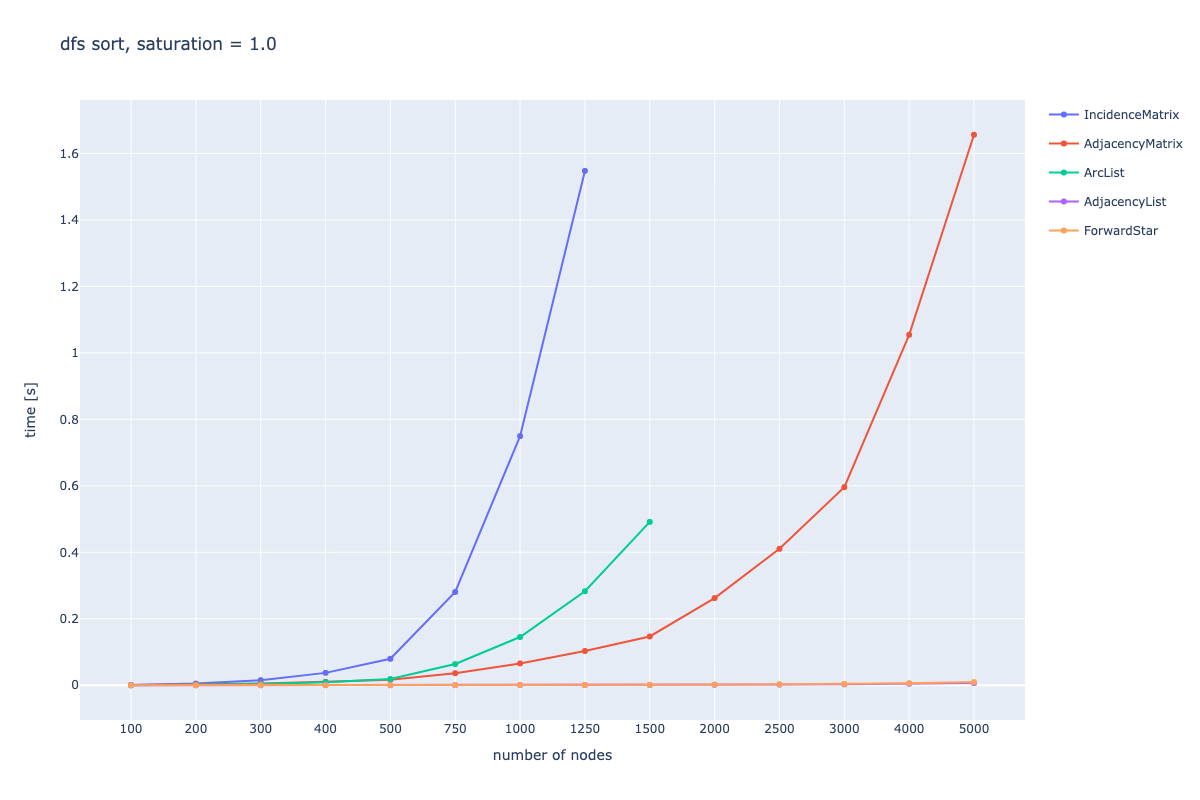 dfs sort, saturation = 1.0
IncidenceMatrix
AdjacencyMatrix
ArcList
AdjacencyList
ForwardStar
time [s]
1.6
1.4
1.2
1
0.8
0.6
0.4
0.2
0
100 200 300 400 500 750 1000 1250 1500 2000 2500 3000 4000 5000
number of nodes